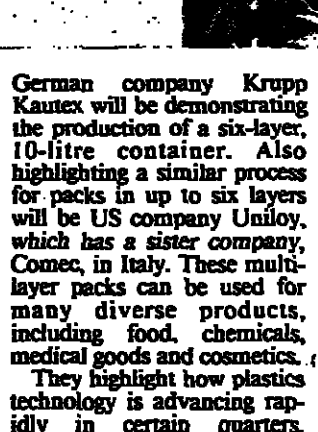 German company Krupp
Kautex will be demonstrating
the production of a six-layer,
10-litre container. Also
highlighting a similar process
for packs in up to six layers
will be US company Uniloy,
which has a sister company,
Comec, in Italy. These multi-
layer packs can be used for
many diverse products,
including food, chemicals,
medical goods and cosmetics.
They highlight how plastics
technology is advancing rap-
idly in certain quarters.